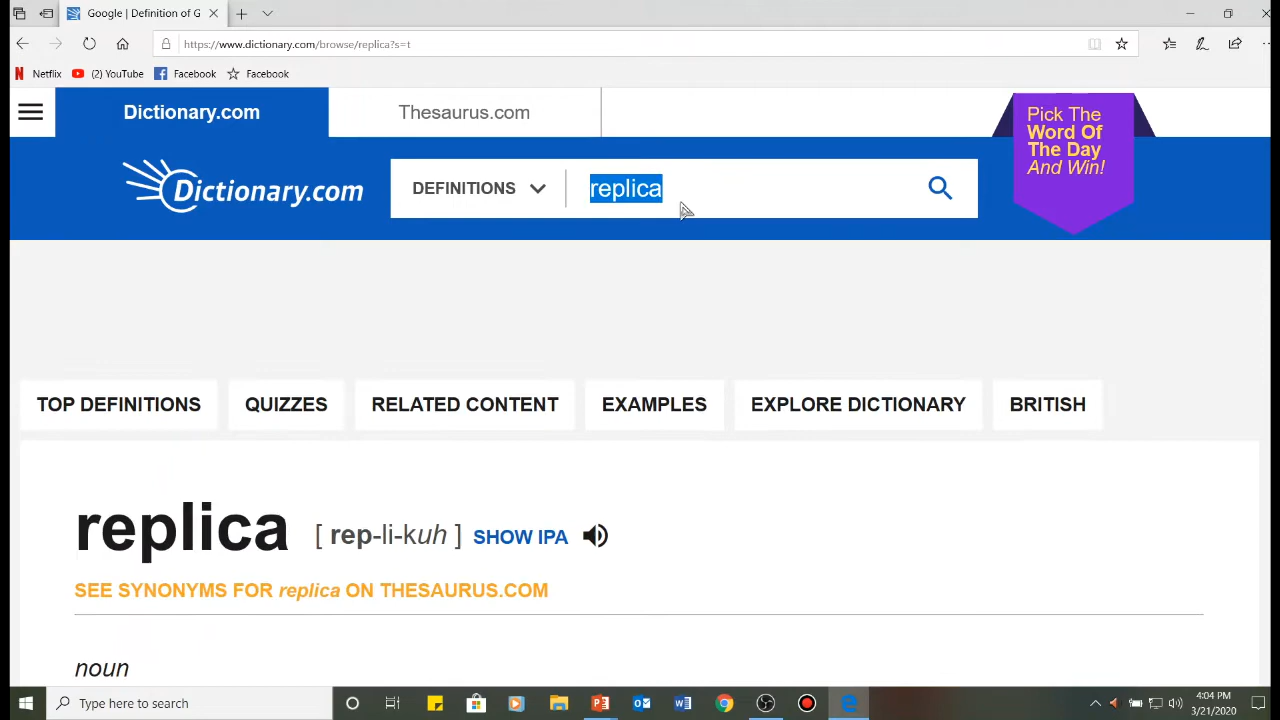 Google | Definition of G
https://www.dictionary.com/browse/replica?s=t
Netflix (2) YouTube Facebook Facebook
Dictionary.com Thesaurus.com
Pick The
Word Of
The Day
And Win!
Dictionary.com DEFINITIONS replica
TOP DEFINITIONS QUIZZES RELATED CONTENT EXAMPLES EXPLORE DICTIONARY BRITISH
replica [ rep-li-kuh ] SHOW IPA
SEE SYNONYMS FOR replica ON THESAURUS.COM
noun
Type here to search
4:04 PM
3/21/2020